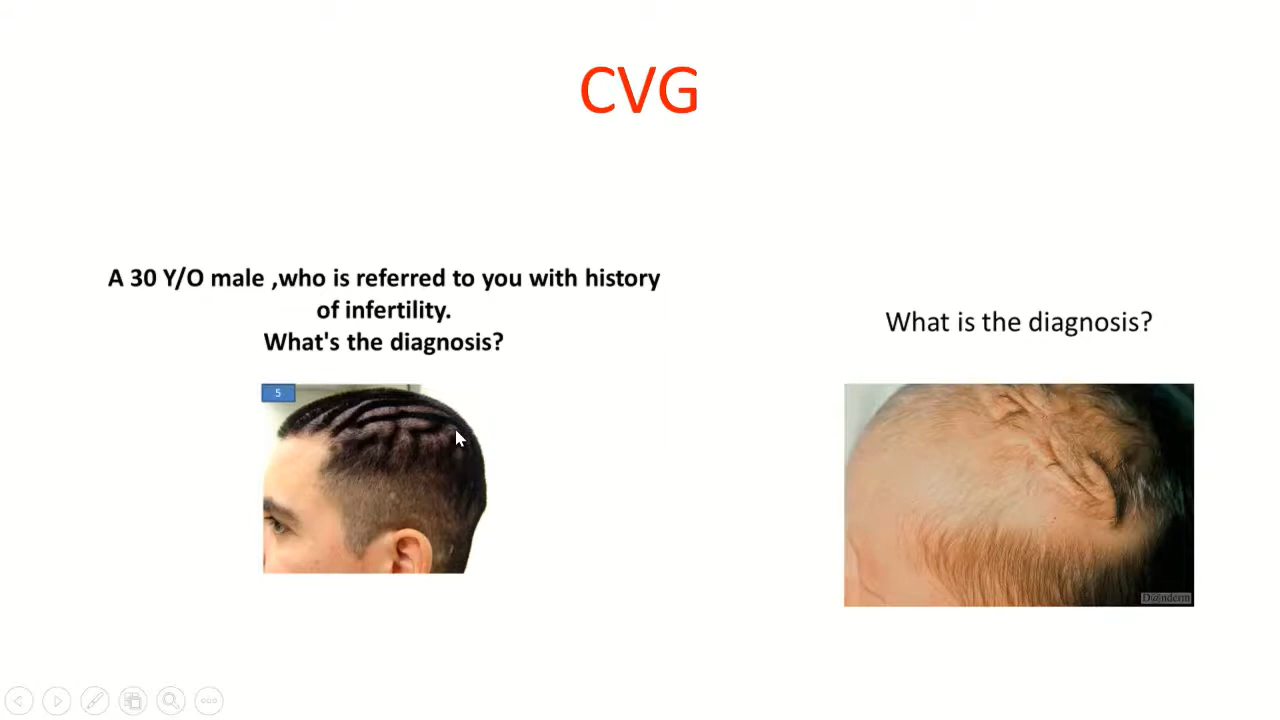 CVG
A 30 Y/O male ,who is referred to you with history
of infertility.
What's the diagnosis?
5
What is the diagnosis?
D@nderm